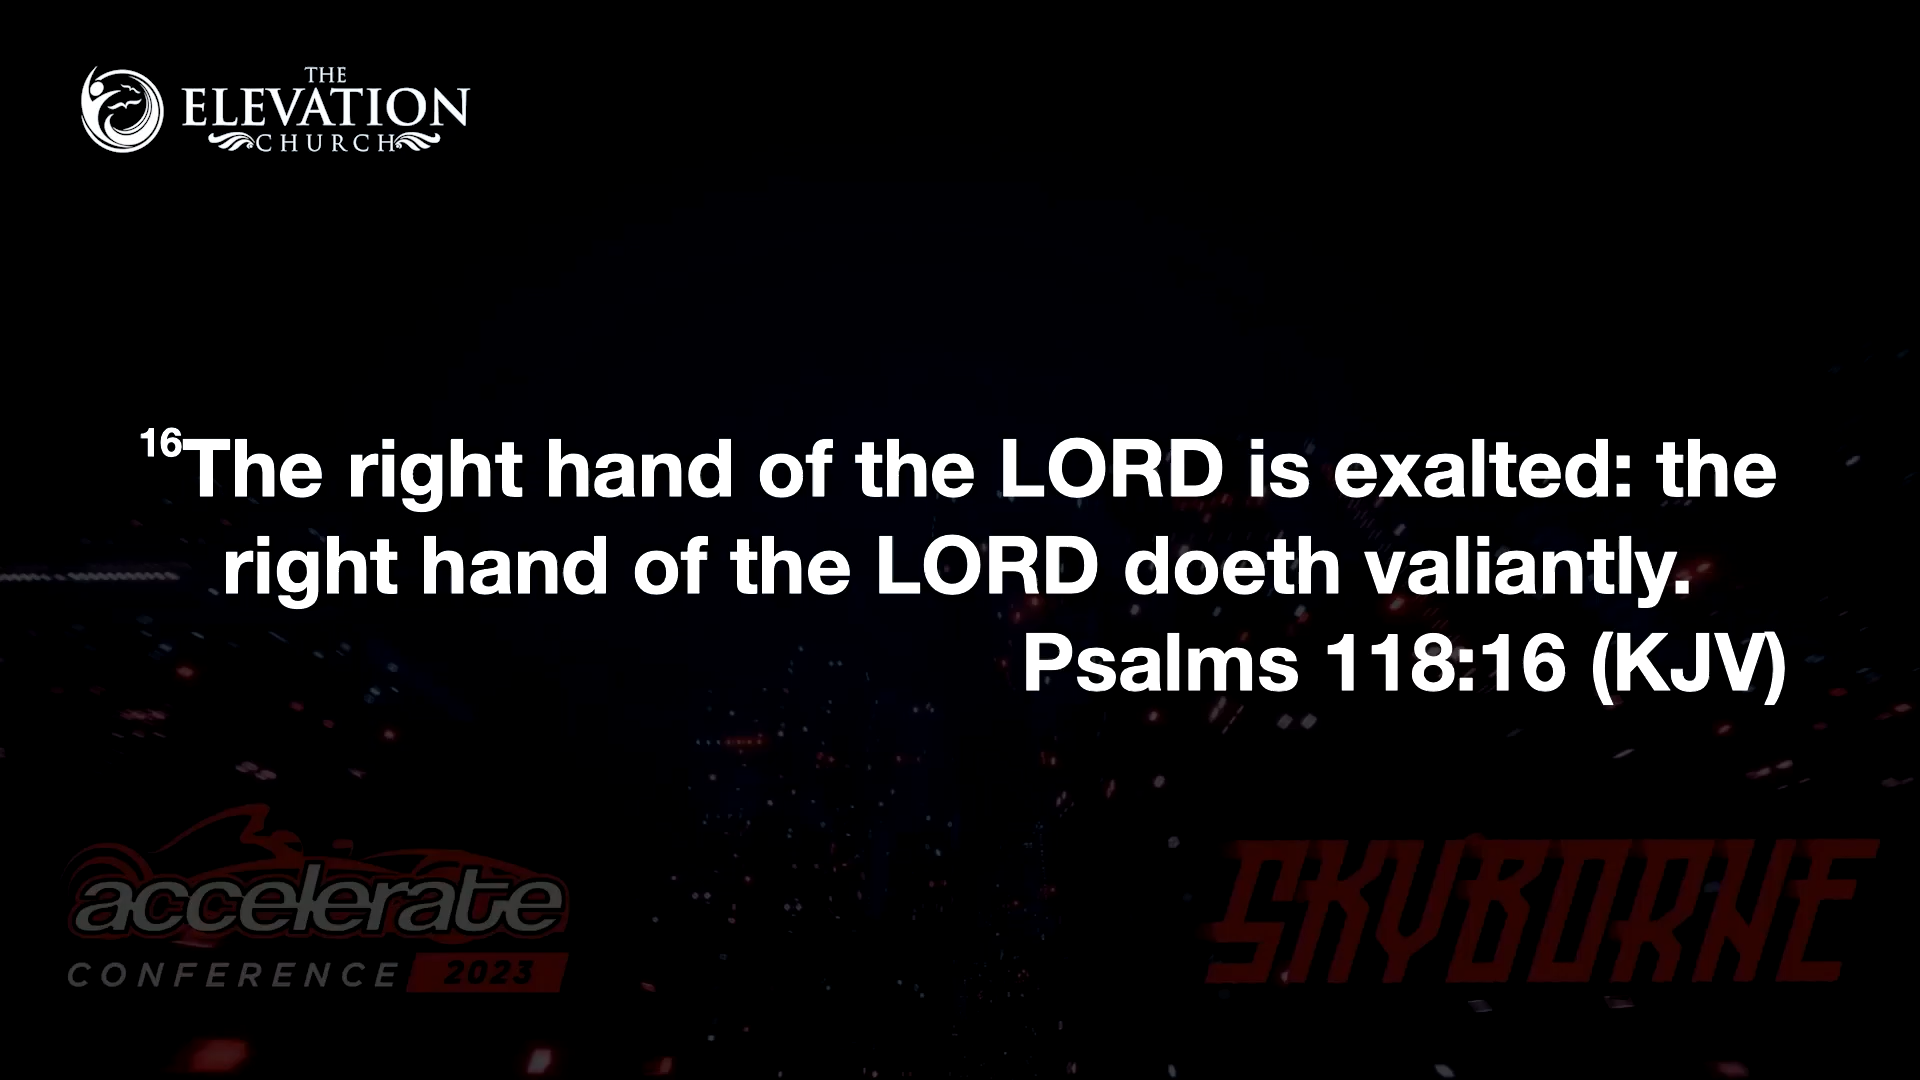 THE
ELEVATION
CHURCH
16The right hand of the LORD is exalted: the
right hand of the LORD doeth valiantly.
Psalms 118:16 (KJV)
accelerate
CONFERENCE 2023
SKYBORNE